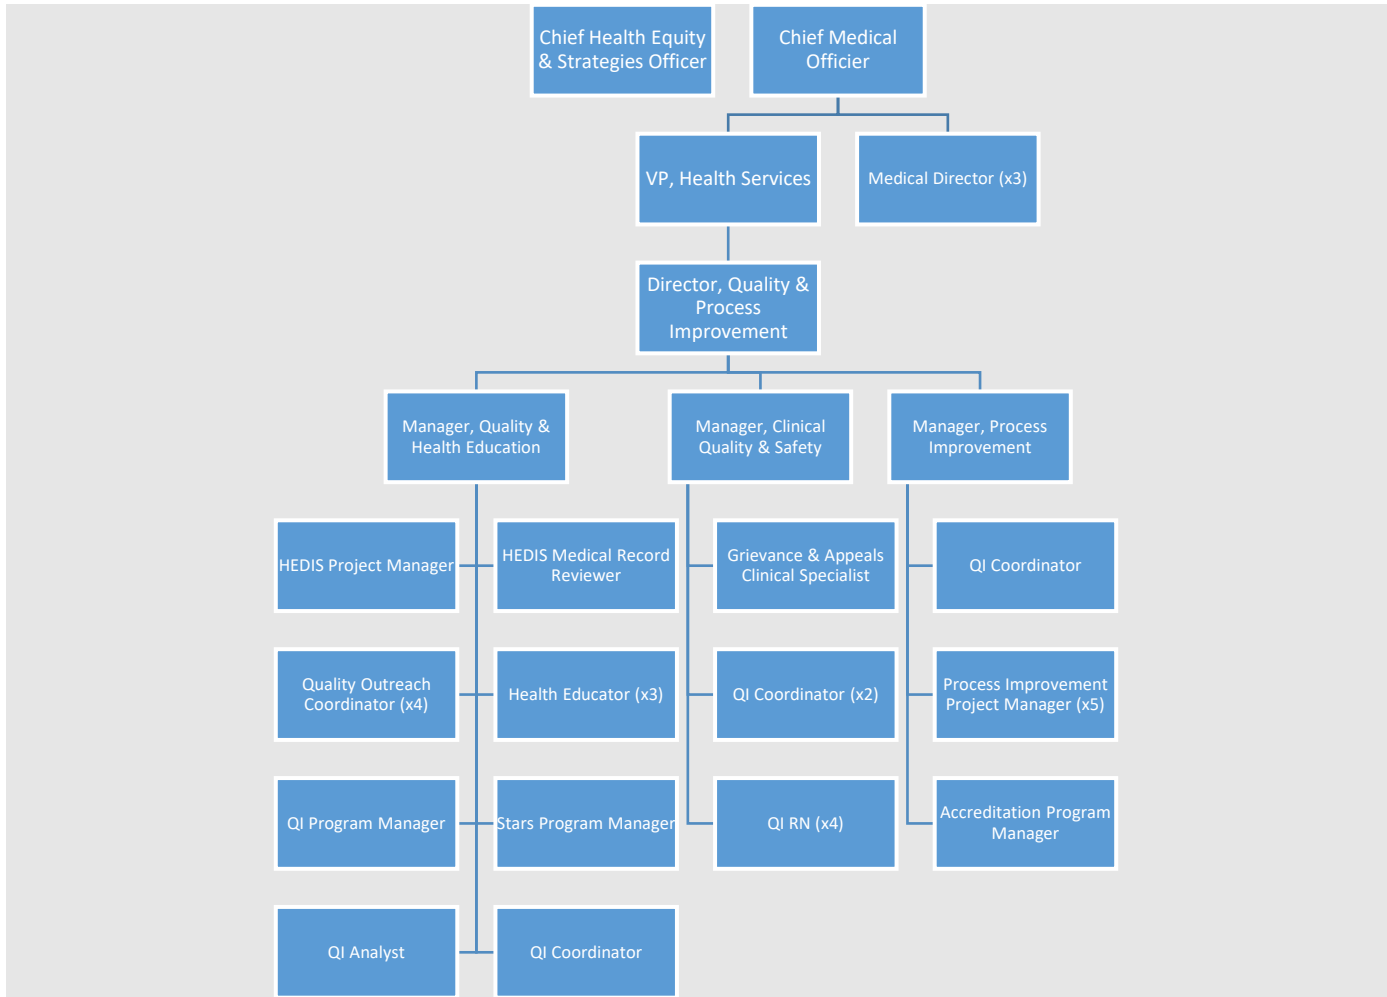 Chief Health Equity
& Strategies Officer
Chief Medical
Officier
VP, Health Services
Medical Director (x3)
Director, Quality &
Process
Improvement
Manager, Quality &
Health Education
Manager, Clinical
Quality & Safety
Manager, Process
Improvement
HEDIS Project Manager
HEDIS Medical Record
Reviewer
Grievance & Appeals
Clinical Specialist
QI Coordinator
Quality Outreach
Coordinator (x4)
Health Educator (x3)
QI Coordinator (x2)
Process Improvement
Project Manager (x5)
QI Program Manager
Stars Program Manager
QI RN (x4)
Accreditation Program
Manager
QI Analyst
QI Coordinator